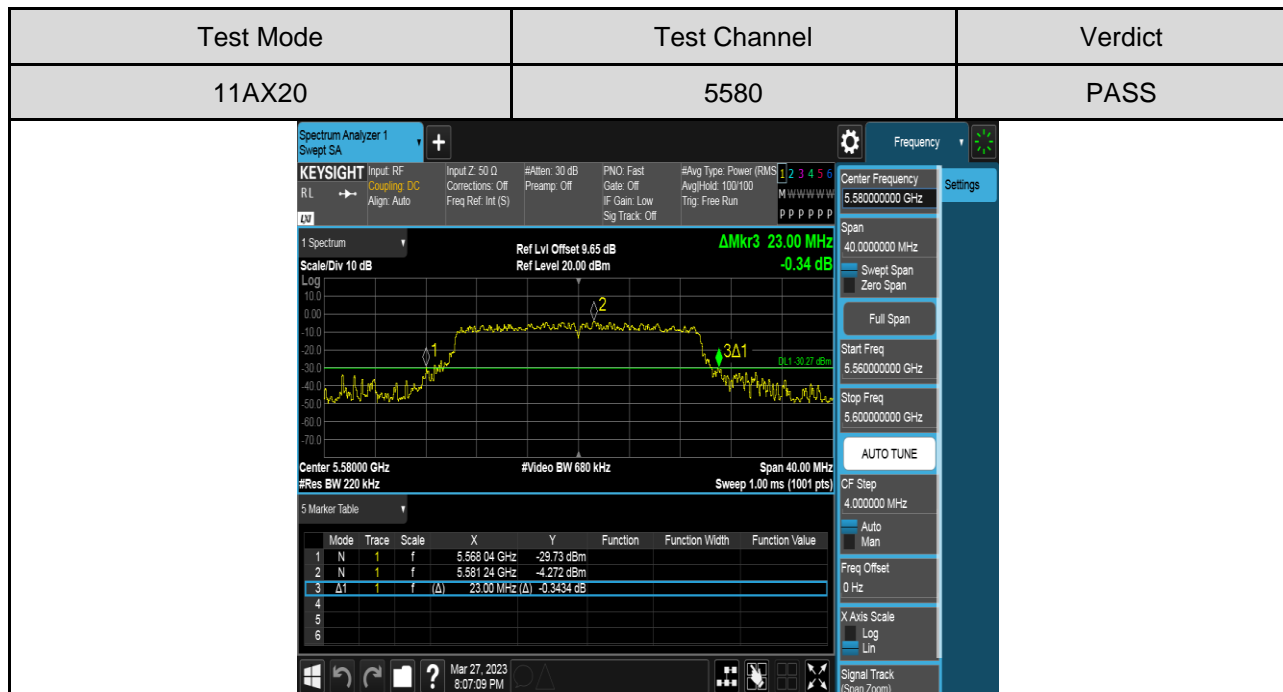 Test Mode Test Channel Verdict
11AX20 5580 PASS
Spectrum Analyzer 1
Swept SA
+
Frequency
KEYSIGHT Input: RF Input Z: 50 Ω #Atten: 30 dB PNO: Fast #Avg Type: Power (RMS 1 2 3 4 5 6
RL Coupling: DC Corrections: Off Preamp: Off Gate: Off Avg|Hold: 100/100 M W W W W W
Align: Auto Freq Ref: Int (S) IF Gain: Low Trig: Free Run
LXI Sig Track: Off P P P P P P
1 Spectrum Ref Lvl Offset 9.65 dB ΔMkr3 23.00 MHz
Scale/Div 10 dB Ref Level 20.00 dBm -0.34 dB
Log
10.0
0.00
-10.0
-20.0
-30.0
-40.0
-50.0
-60.0
-70.0
1
2
3Δ1
DL1 -30.27 dBm
Center 5.58000 GHz #Video BW 680 kHz Span 40.00 MHz
#Res BW 220 kHz Sweep 1.00 ms (1001 pts)
5 Marker Table
Mode Trace Scale X Y Function Function Width Function Value
1 N 1 f 5.568 04 GHz -29.73 dBm
2 N 1 f 5.581 24 GHz -4.272 dBm
3 Δ1 1 f (Δ) 23.00 MHz (Δ) -0.3434 dB
4
5
6
? Mar 27, 2023
8:07:09 PM
Center Frequency
5.580000000 GHz
Settings
Span
40.0000000 MHz
Swept Span
Zero Span
Full Span
Start Freq
5.560000000 GHz
Stop Freq
5.600000000 GHz
AUTO TUNE
CF Step
4.000000 MHz
Auto
Man
Freq Offset
0 Hz
X Axis Scale
Log
Lin
Signal Track
(Span Zoom)